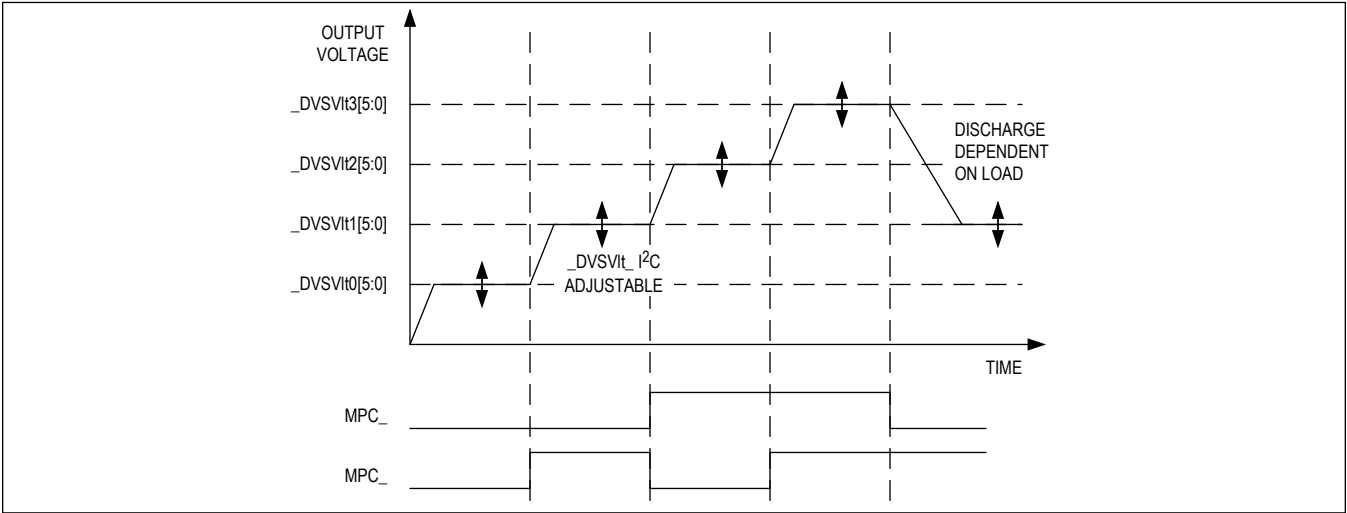 OUTPUT
VOLTAGE
_DVSVlt3[5:0]
DISCHARGE
DEPENDENT
ON LOAD
_DVSVlt2[5:0]
_DVSVlt1[5:0]
_DVSVlt_ I²C
ADJUSTABLE
_DVSVlt0[5:0]
TIME
MPC_
MPC_